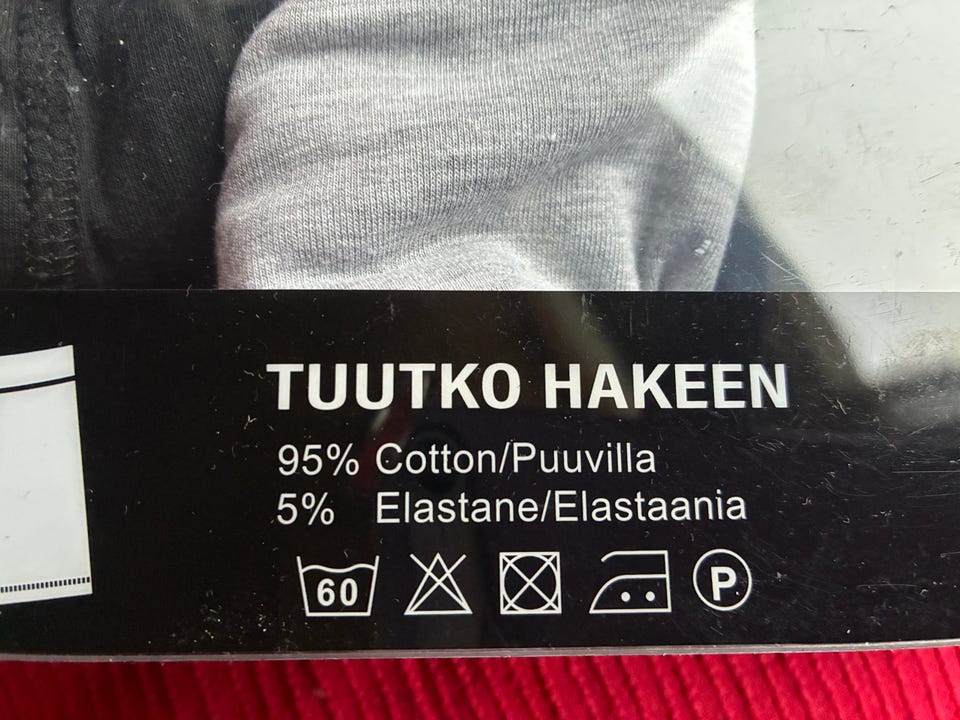 TUUTKO HAKEEN
95% Cotton/Puuvilla
5% Elastane/Elastaania
60 P